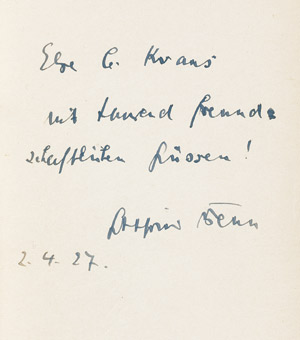 Else C. Kraus
mit tausend freund-
schaftlichen Grüssen!
Gottfried Benn
2.4.27.